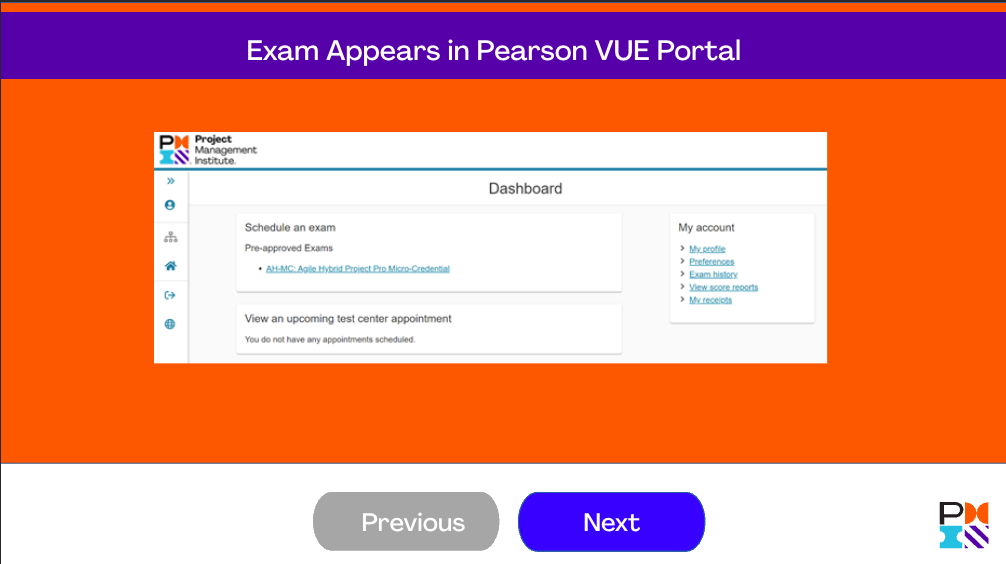 Exam Appears in Pearson VUE Portal
Project
Management
Institute.
Dashboard
Schedule an exam
Pre-approved Exams
• AH-MC: Agile Hybrid Project Pro Micro-Credential
View an upcoming test center appointment
You do not have any appointments scheduled.
My account
My profile
Preferences
Exam history
View score reports
My receipts
Previous
Next